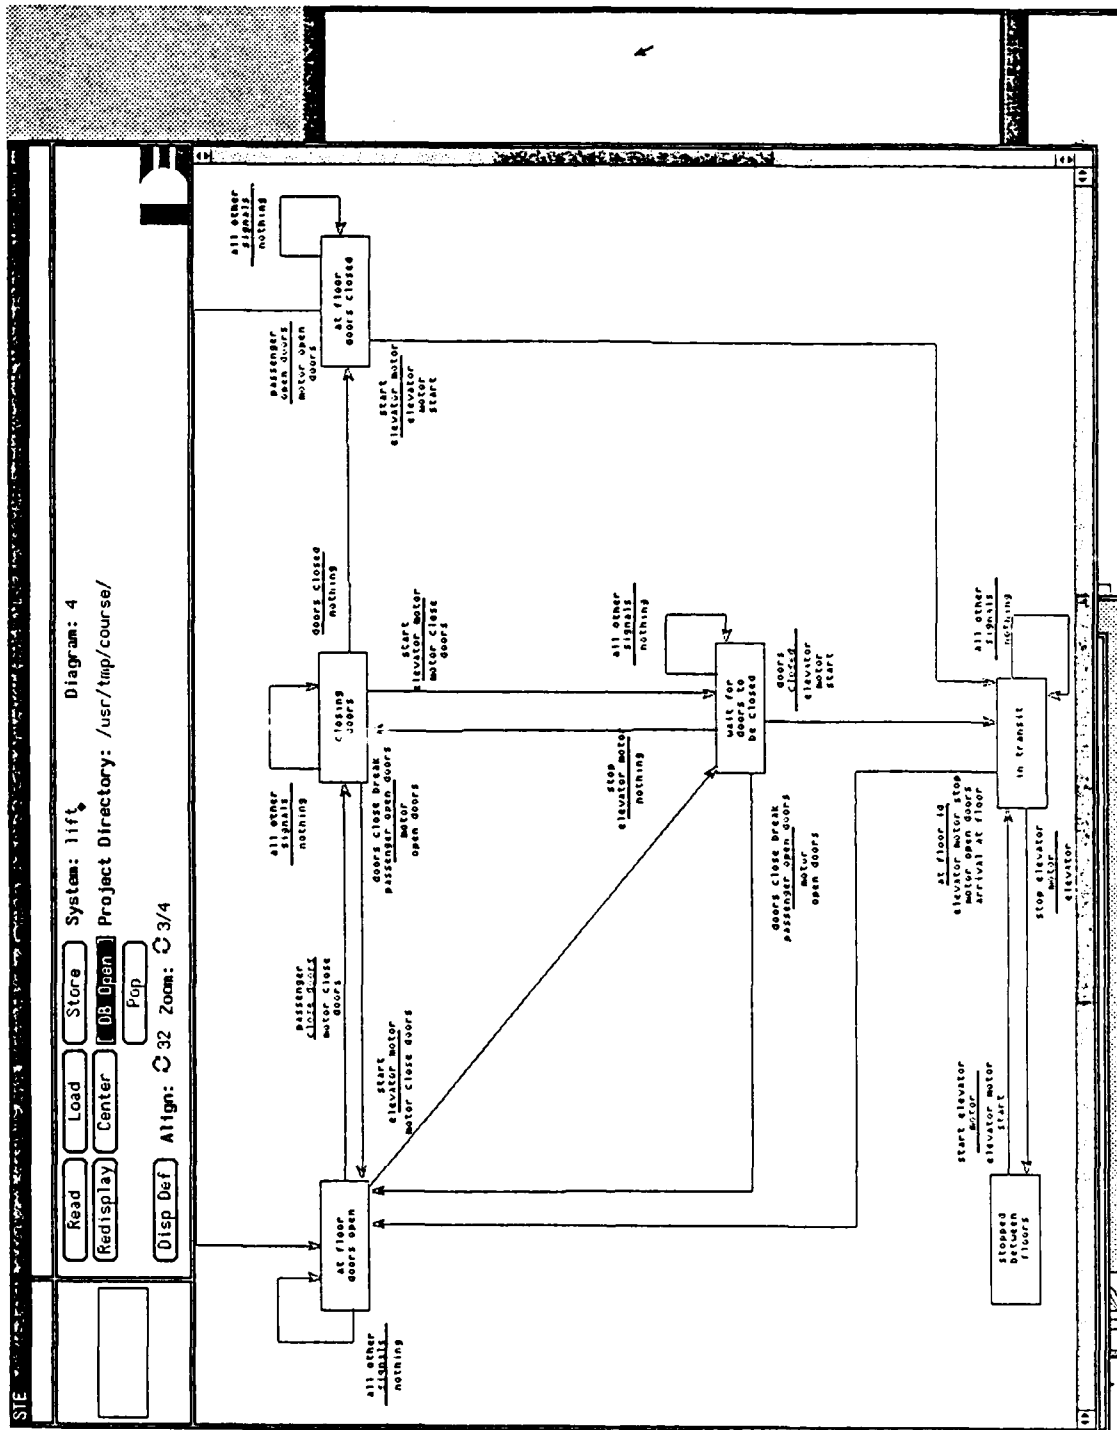 STE
Read
Load
Store
System: lift
Diagram: 4
Redisplay
Center
[ DB Open ]
Project Directory: /usr/tmp/course/
Pop
Disp Def
Align:
32
Zoom:
3/4
all other
signals
nothing
at floor
doors open
passenger
close doors
motor close
doors
start
elevator motor
motor close doors
all other
signals
nothing
closing
doors
doors close break
passenger open doors
motor
open doors
doors closed
nothing
start
elevator motor
motor close
doors
passenger
open doors
motor open
doors
all other
signals
nothing
at floor
doors closed
start
elevator motor
elevator
motor
start
stop
elevator motor
nothing
all other
signals
nothing
wait for
doors to
be closed
doors
closed
elevator
motor
start
doors close break
passenger open doors
motor
open doors
at floor id
elevator motor stop
motor open doors
arrival at floor
all other
signals
nothing
in transit
start elevator
motor
elevator motor
start
stop elevator
motor
elevator
stopped
between
floors